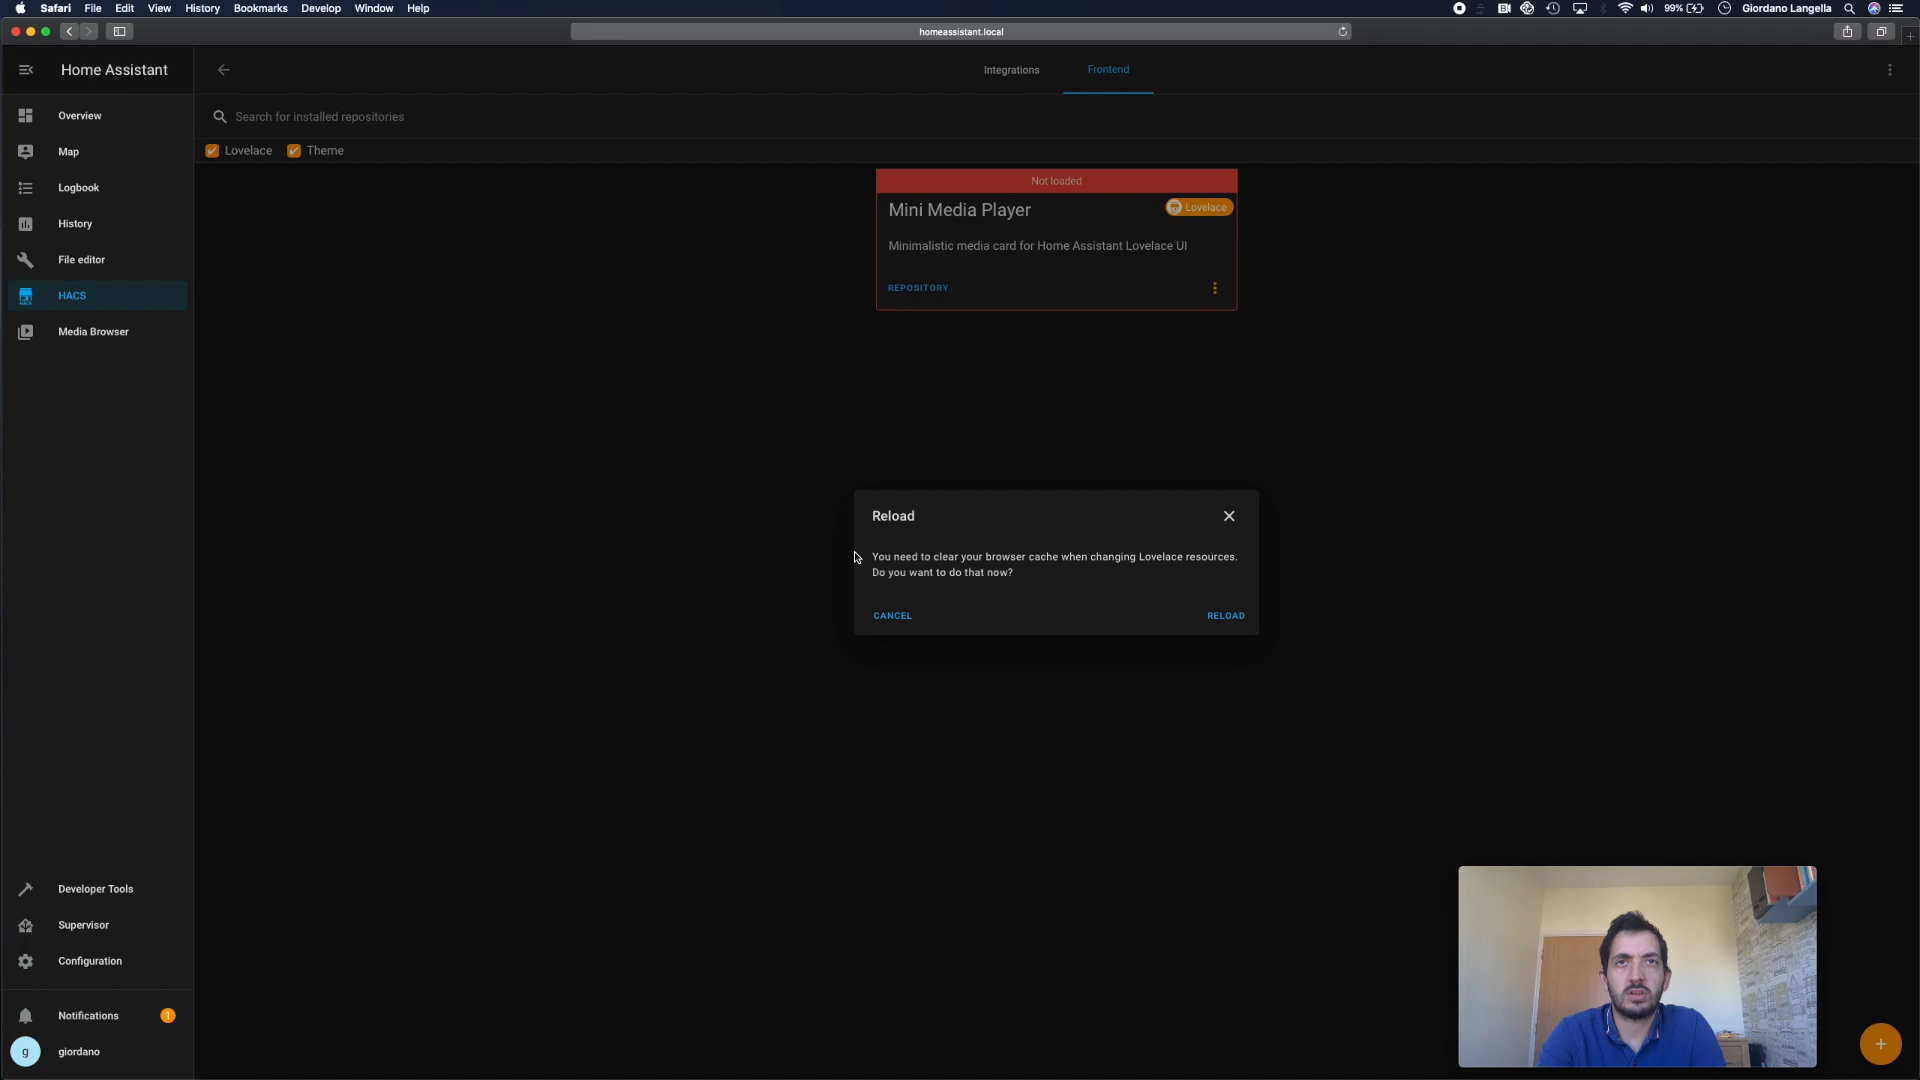 Safari File Edit View History Bookmarks Develop Window Help
99% Giordano Langella
homeassistant.local
Home Assistant
Integrations
Frontend
Search for installed repositories
Lovelace
Theme
Overview
Map
Logbook
History
File editor
HACS
Media Browser
Not loaded
Mini Media Player
Lovelace
Minimalistic media card for Home Assistant Lovelace UI
REPOSITORY
Reload
You need to clear your browser cache when changing Lovelace resources.
Do you want to do that now?
CANCEL
RELOAD
Developer Tools
Supervisor
Configuration
Notifications 1
g giordano